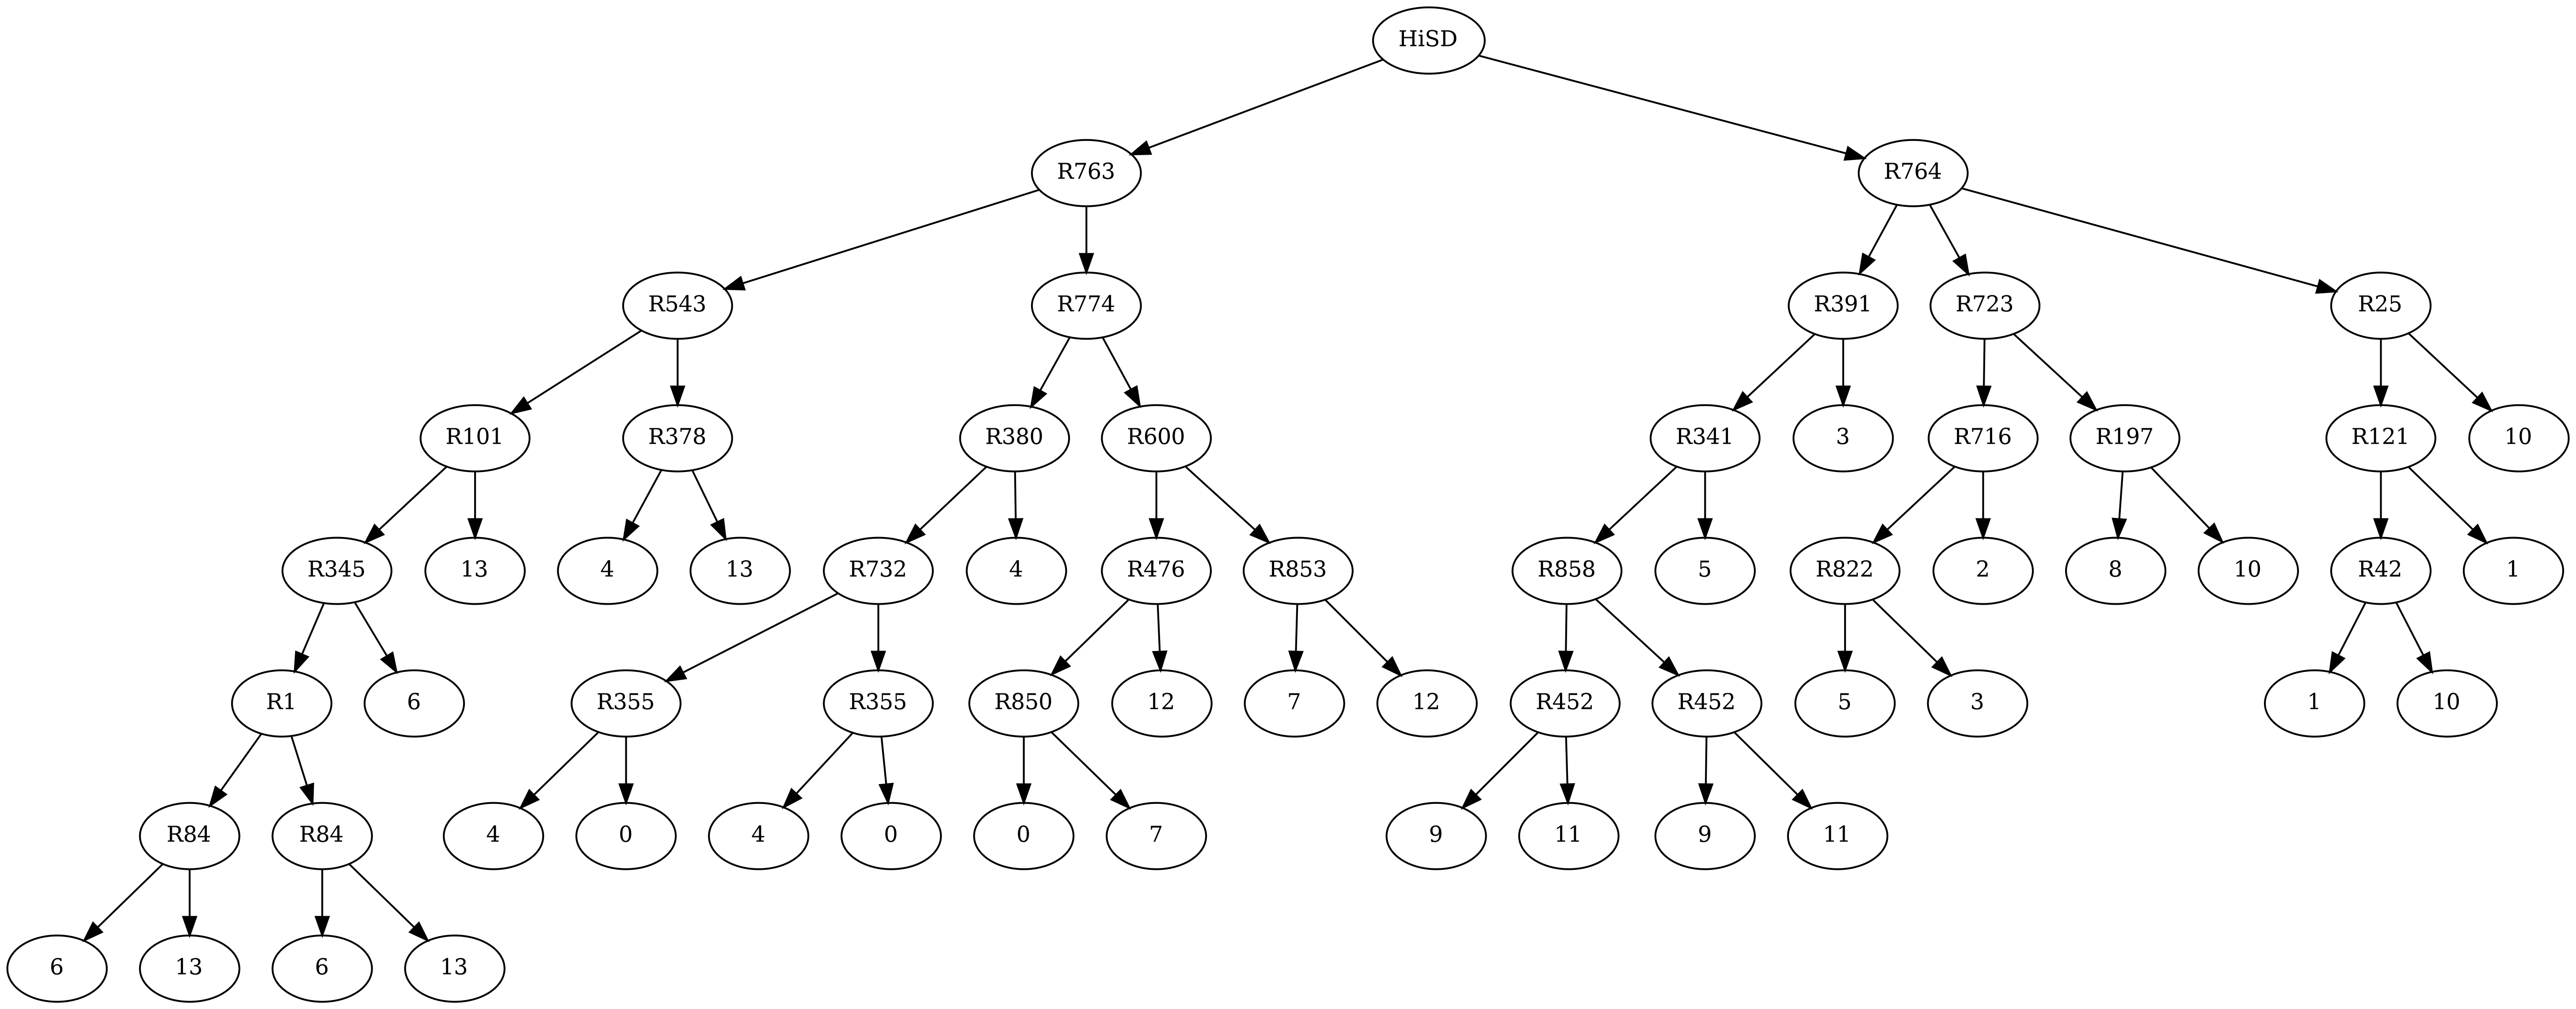 HiSD
R763 R764
R543 R774 R391 R723 R25
R101 R378 R380 R600 R341 3 R716 R197 R121 10
R345 13 4 13 R732 4 R476 R853 R858 5 R822 2 8 10 R42 1
R1 6 R355 R355 R850 12 7 12 R452 R452 5 3 1 10
R84 R84 4 0 4 0 0 7 9 11 9 11
6 13 6 13